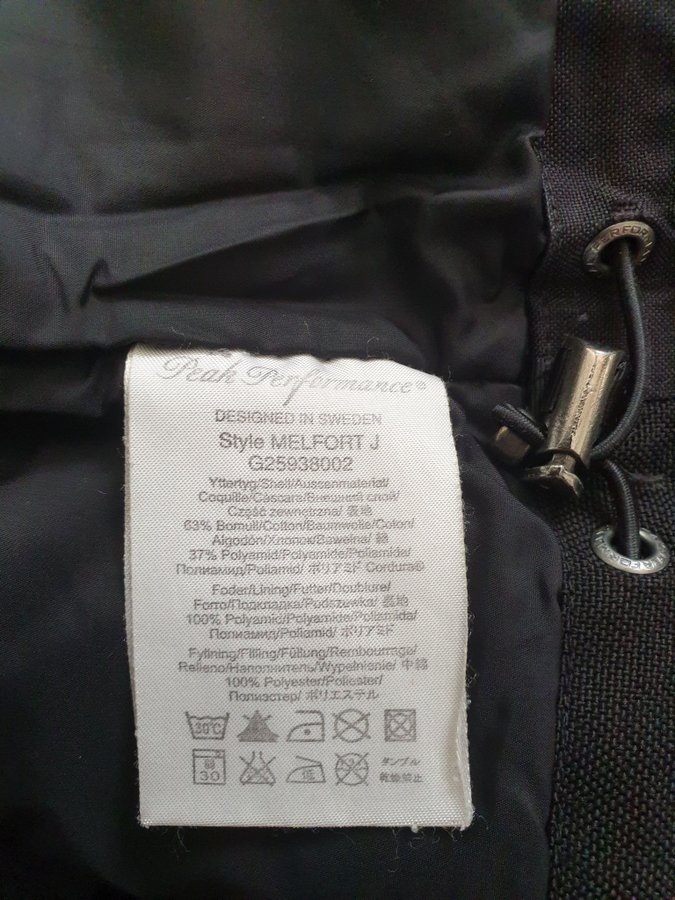 PERFORM
Peak Performance®
DESIGNED IN SWEDEN
Style MELFORT J
G25938002
Yttertyg/Shell/Aussenmaterial/
Coquille/Càscara/Внешний слой/
Część zewnętrzna/ 表地
63% Bomull/Cotton/Baumwolle/Coton/
Algodón/Хлопок/Bawełna/ 綿
37% Polyamid/Polyamide/Poliamida/
Полиамид/Poliamid/ ポリアミド Cordura®
Foder/Lining/Futter/Doublure/
Forro/Подкладка/Podszewka/ 裏地
100% Polyamid/Polyamide/Poliamida/
Полиамид/Poliamid/ ポリアミド
Fyllning/Filling/Füllung/Rembourrage/
Relleno/Наполнитель/Wypełnienie/ 中綿
100% Polyester/Poliester/
Полиэстер/ ポリエステル
30°C
30 低 タンブル
乾燥禁止